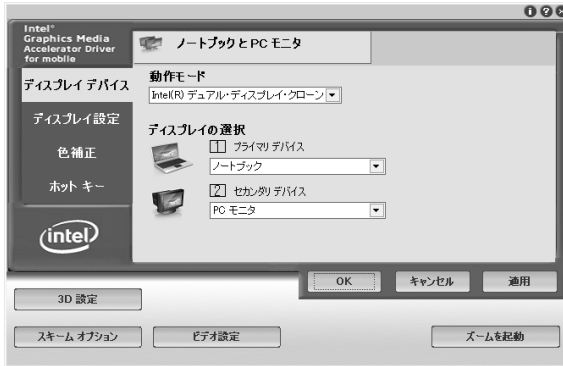 Intel®
Graphics Media
Accelerator Driver
for mobile
ノートブックとPCモニタ
ディスプレイ デバイス
ディスプレイ設定
色補正
ホット キー
intel
動作モード
Intel(R) デュアル・ディスプレイ・クローン
ディスプレイの選択
1 プライマリ デバイス
ノートブック
2 セカンダリ デバイス
PC モニタ
OK
キャンセル
適用
3D 設定
スキーム オプション
ビデオ設定
ズームを起動